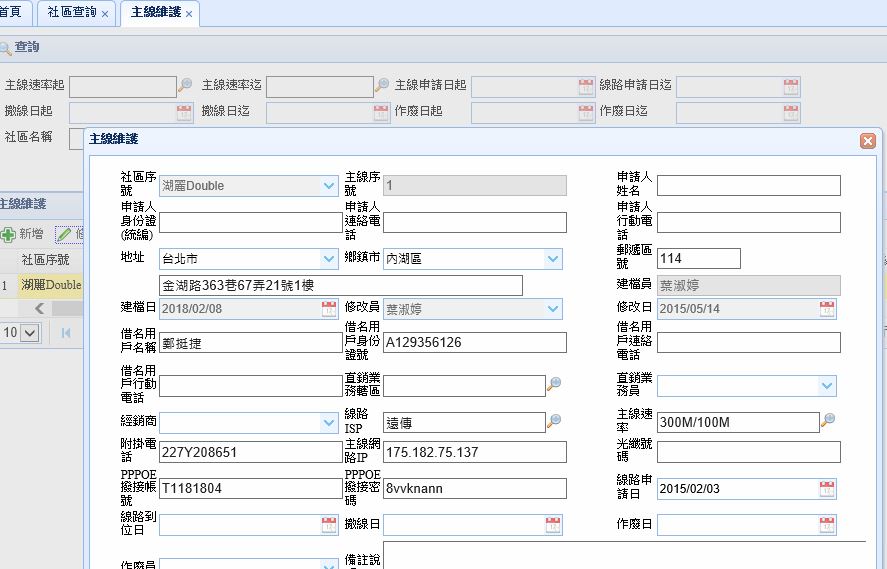 首頁 社區查詢 × 主線維護 ×
查詢
主線速率起 主線速率迄 主線申請日起 線路申請日迄
撤線日起 撤線日迄 作廢日起 作廢日迄
社區名稱
主線維護
社區序號 湖麗Double 主線序號 1 申請人姓名
申請人身份證(統編) 申請人連絡電話 申請人行動電話
地址 台北市 鄉鎮市 內湖區 郵遞區號 114
金湖路363巷67弄21號1樓 建檔員 葉淑婷
建檔日 2018/02/08 修改員 葉淑婷 修改日 2015/05/14
借名用戶名稱 鄭挺捷 借名用戶身份證號 A129356126 借名用戶連絡電話
借名用戶行動電話 直銷業務轄區 直銷業務員
經銷商 線路ISP 遠傳 主線速率 300M/100M
附掛電話 227Y208651 主線網路IP 175.182.75.137 光纖號碼
PPPOE撥接帳號 T1181804 PPPOE撥接密碼 8vvknann 線路申請日 2015/02/03
線路到位日 撤線日 作廢日
作廢員 備註說
主線維護
新增
社區序號
1 湖麗Double
10